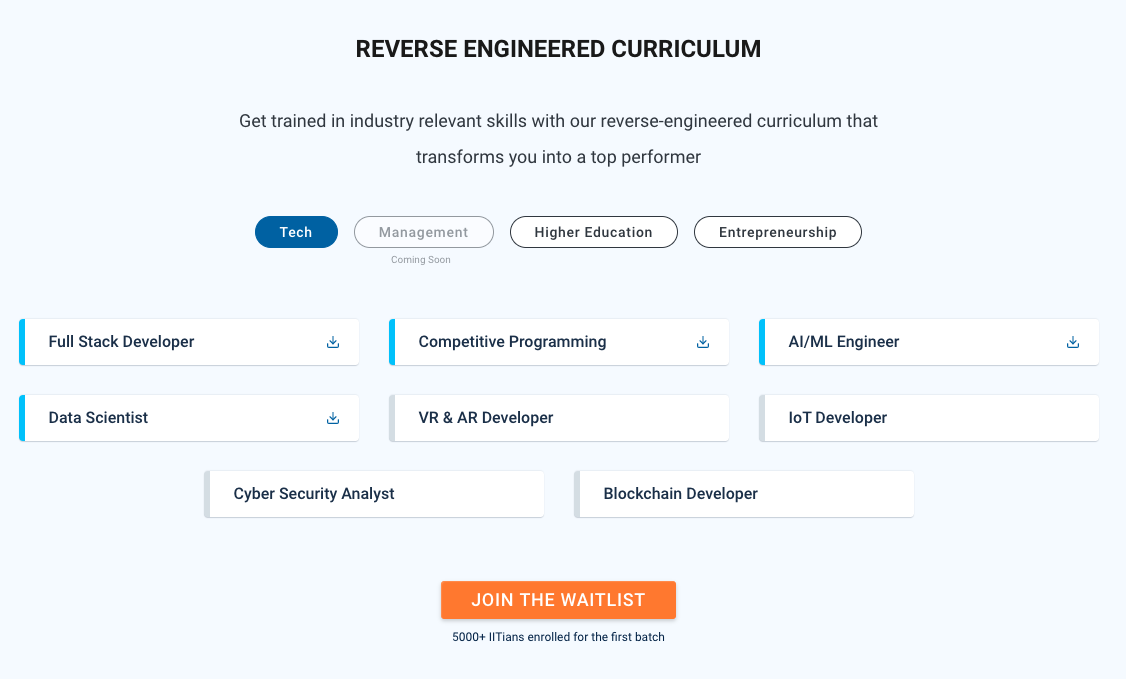 REVERSE ENGINEERED CURRICULUM
Get trained in industry relevant skills with our reverse-engineered curriculum that
transforms you into a top performer
Tech
Management
Higher Education
Entrepreneurship
Coming Soon
Full Stack Developer
Competitive Programming
AI/ML Engineer
Data Scientist
VR & AR Developer
IoT Developer
Cyber Security Analyst
Blockchain Developer
JOIN THE WAITLIST
5000+ IITians enrolled for the first batch